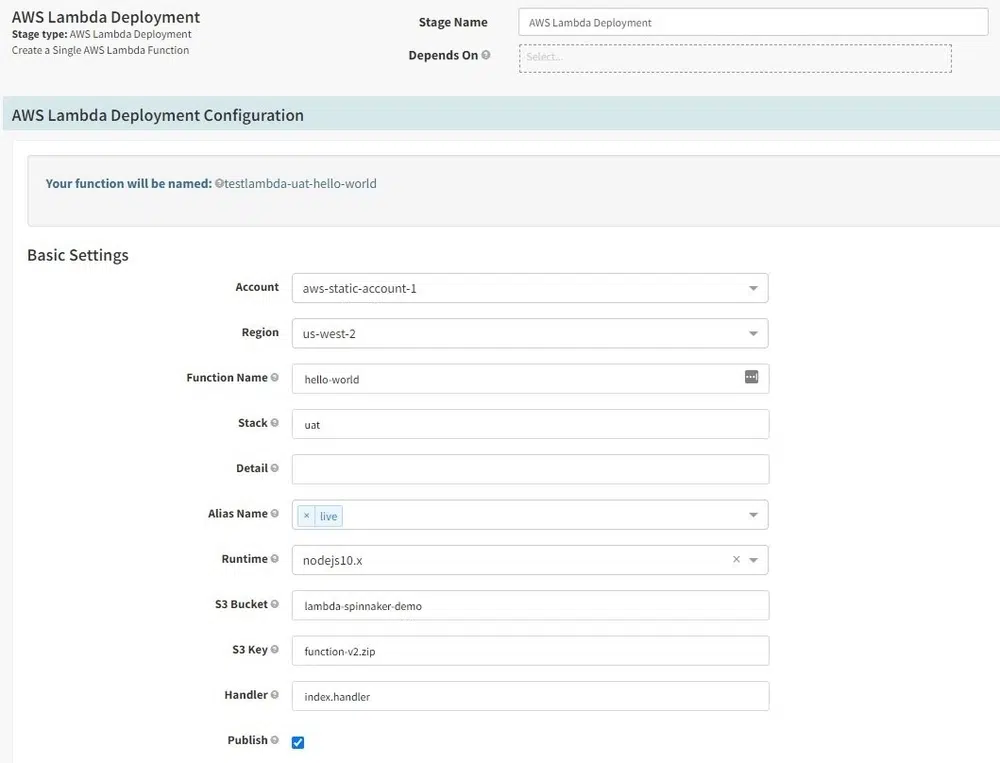 AWS Lambda Deployment
Stage type: AWS Lambda Deployment
Create a Single AWS Lambda Function
Stage Name AWS Lambda Deployment
Depends On Select...
AWS Lambda Deployment Configuration
Your function will be named: testlambda-uat-hello-world
Basic Settings
Account aws-static-account-1
Region us-west-2
Function Name hello-world
Stack uat
Detail
Alias Name × live
Runtime nodejs10.x ×
S3 Bucket lambda-spinnaker-demo
S3 Key function-v2.zip
Handler index.handler
Publish